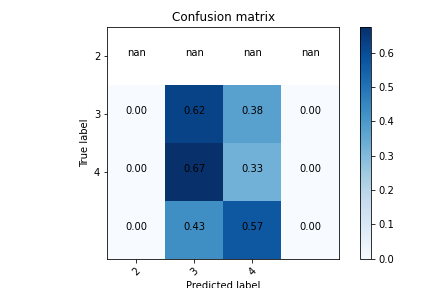 Confusion matrix
2 nan nan nan nan
3 0.00 0.62 0.38 0.00
4 0.00 0.67 0.33 0.00
0.00 0.43 0.57 0.00
True label
2 3 4
Predicted label
0.6
0.5
0.4
0.3
0.2
0.1
0.0